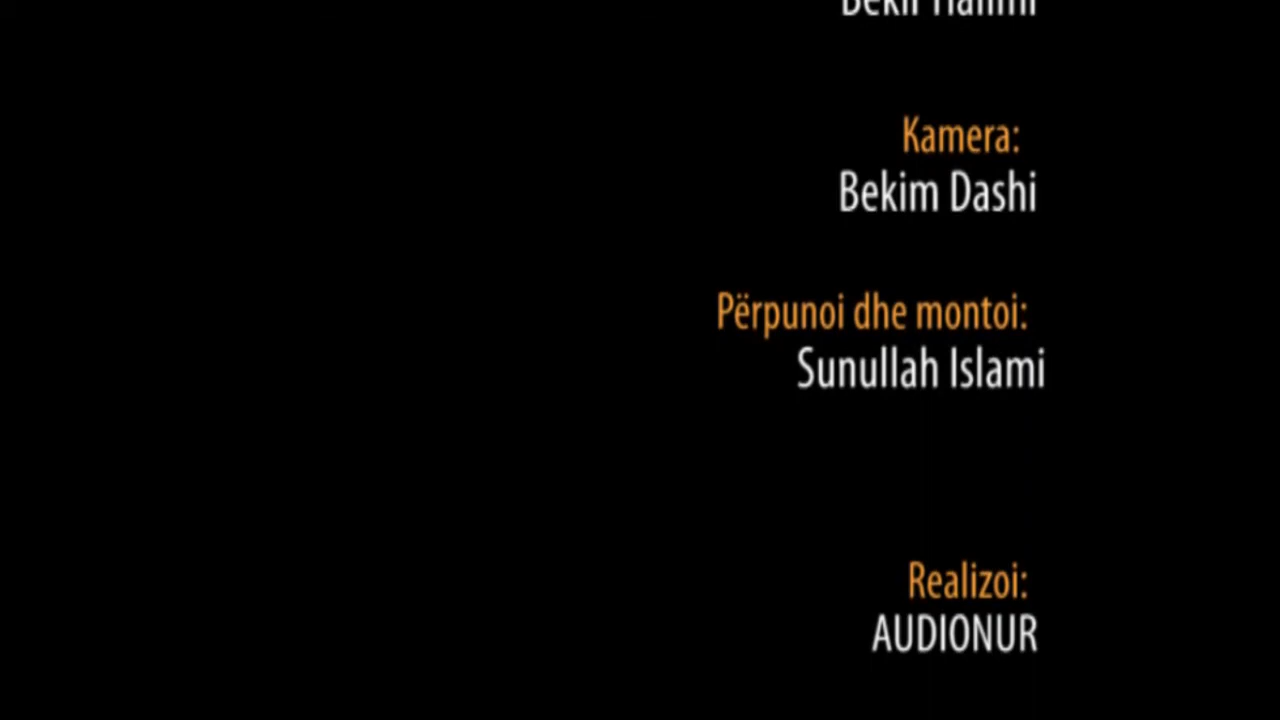 Kamera:
Bekim Dashi
Përpunoi dhe montoi:
Sunullah Islami
Realizoi:
AUDIONUR